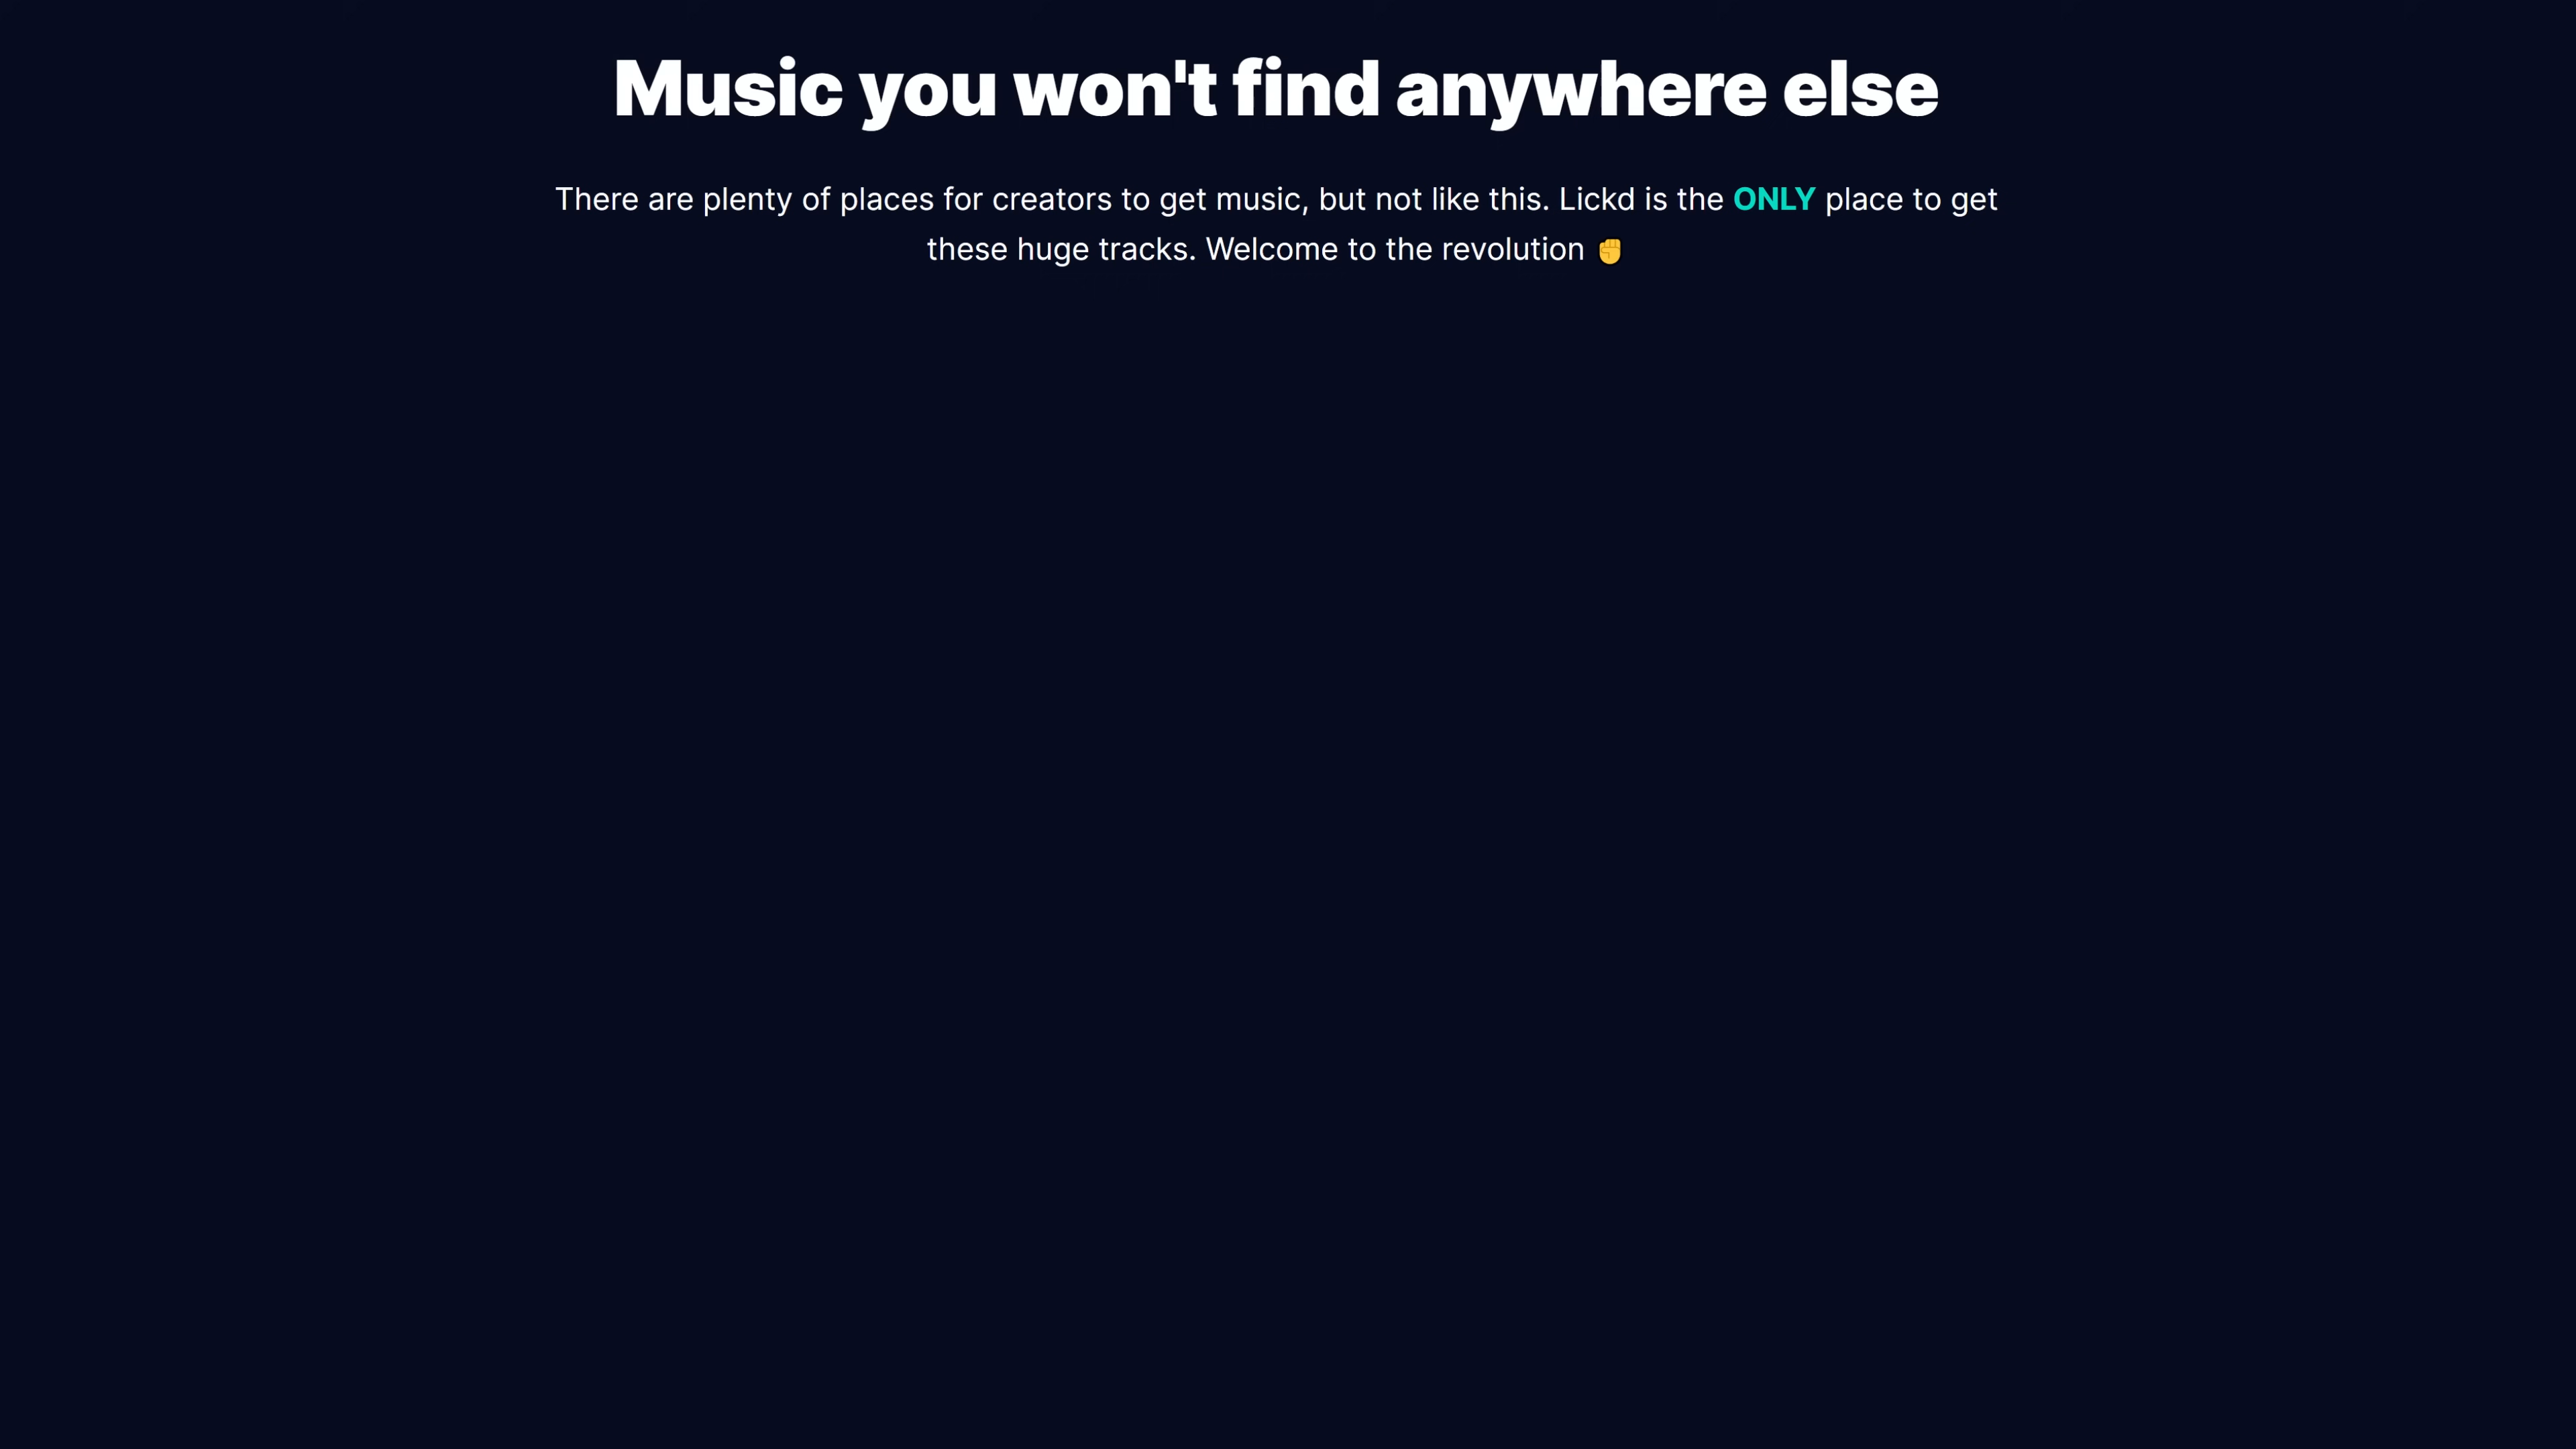 Music you won't find anywhere else
There are plenty of places for creators to get music, but not like this. Lickd is the ONLY place to get
these huge tracks. Welcome to the revolution ✊